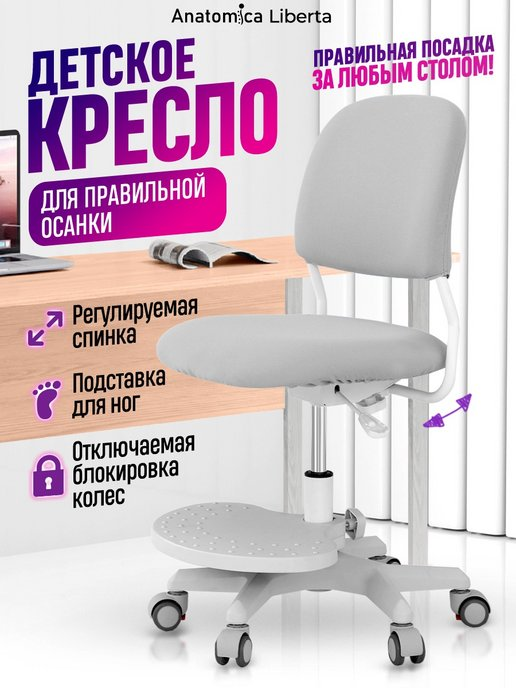 Anatomica Liberta
ДЕТСКОЕ
КРЕСЛО
ДЛЯ ПРАВИЛЬНОЙ
ОСАНКИ
ПРАВИЛЬНАЯ ПОСАДКА
ЗА ЛЮБЫМ СТОЛОМ!
Регулируемая
спинка
Подставка
для ног
Отключаемая
блокировка
колес